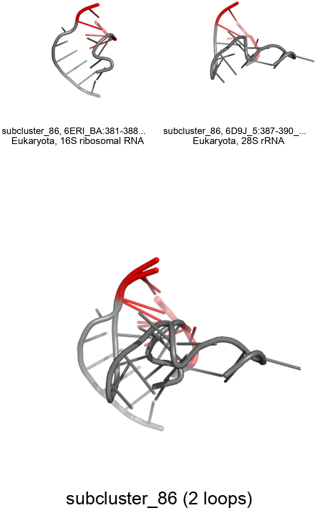 subcluster_86, 6ERI_BA:381-388...
Eukaryota, 16S ribosomal RNA
subcluster_86, 6D9J_5:387-390_...
Eukaryota, 28S rRNA
subcluster_86 (2 loops)